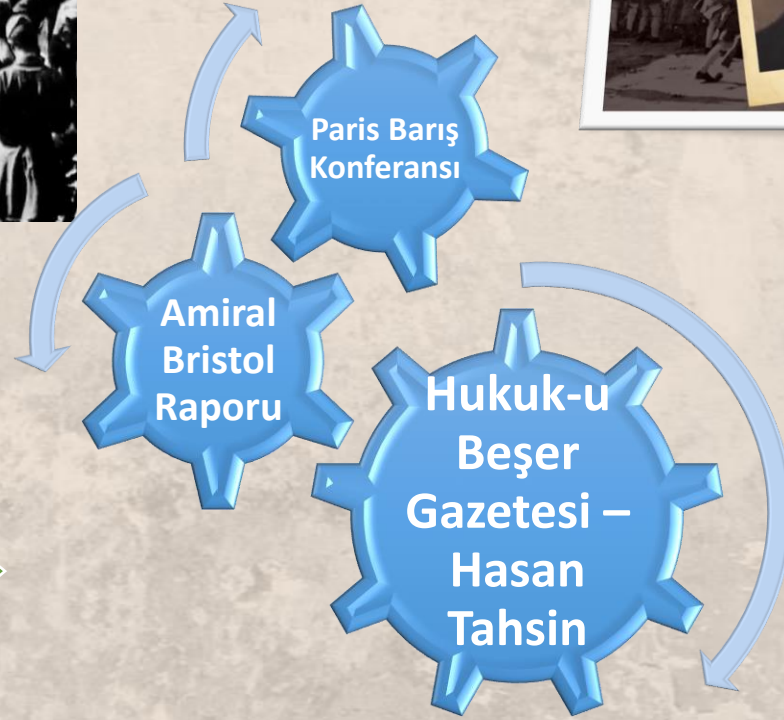 Paris Barış
Konferansı
Amiral
Bristol
Raporu
Hukuk-u
Beşer
Gazetesi –
Hasan
Tahsin